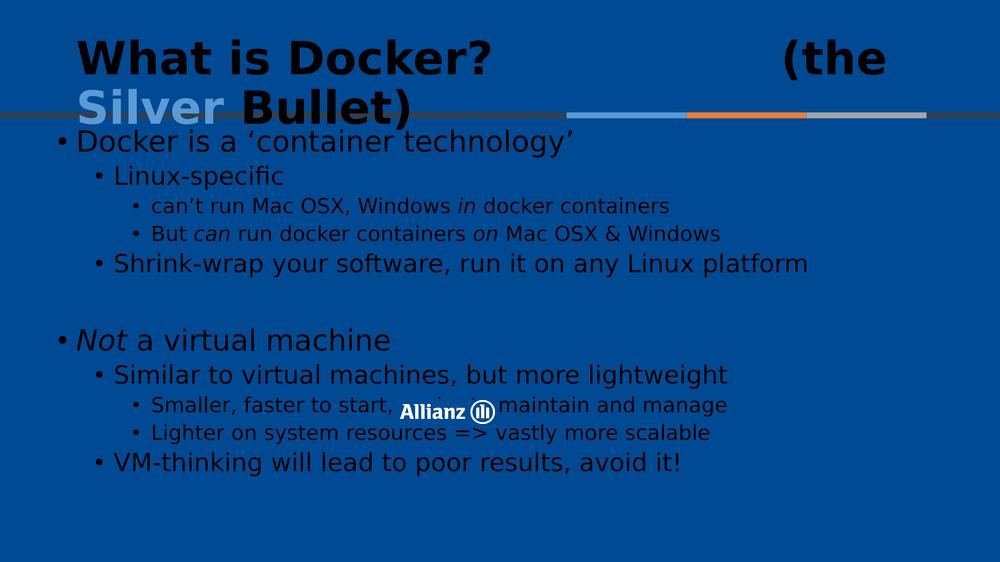 What is Docker? (the
Silver Bullet)
• Docker is a ‘container technology’
• Linux-specific
• can’t run Mac OSX, Windows in docker containers
• But can run docker containers on Mac OSX & Windows
• Shrink-wrap your software, run it on any Linux platform
• Not a virtual machine
• Similar to virtual machines, but more lightweight
• Smaller, faster to start, maintain and manage
Allianz
• Lighter on system resources => vastly more scalable
• VM-thinking will lead to poor results, avoid it!